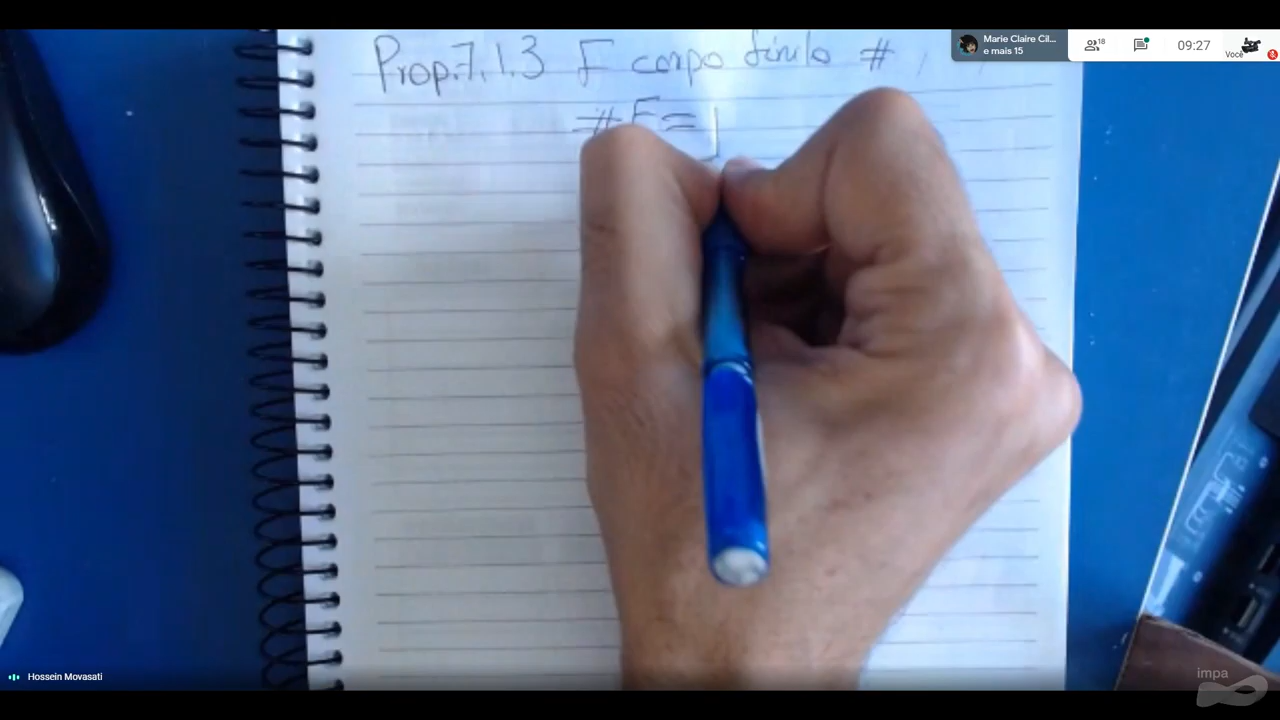 Marie Claire Cil...
e mais 15
18
09:27
Você
Prop.7.1.3 F corpo finito #
# F =
Hossein Movasati
impa